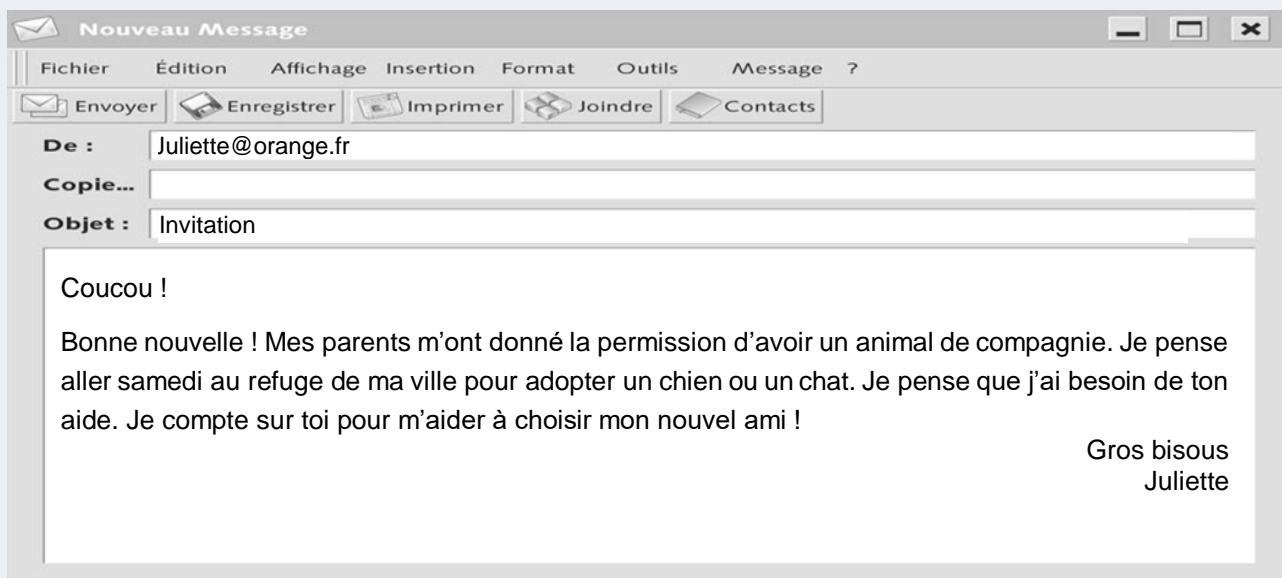 Nouveau Message
Fichier Édition Affichage Insertion Format Outils Message ?
Envoyer Enregistrer Imprimer Joindre Contacts
De : Juliette@orange.fr
Copie...
Objet : Invitation
Coucou !
Bonne nouvelle ! Mes parents m’ont donné la permission d’avoir un animal de compagnie. Je pense
aller samedi au refuge de ma ville pour adopter un chien ou un chat. Je pense que j’ai besoin de ton
aide. Je compte sur toi pour m’aider à choisir mon nouvel ami !
Gros bisous
Juliette